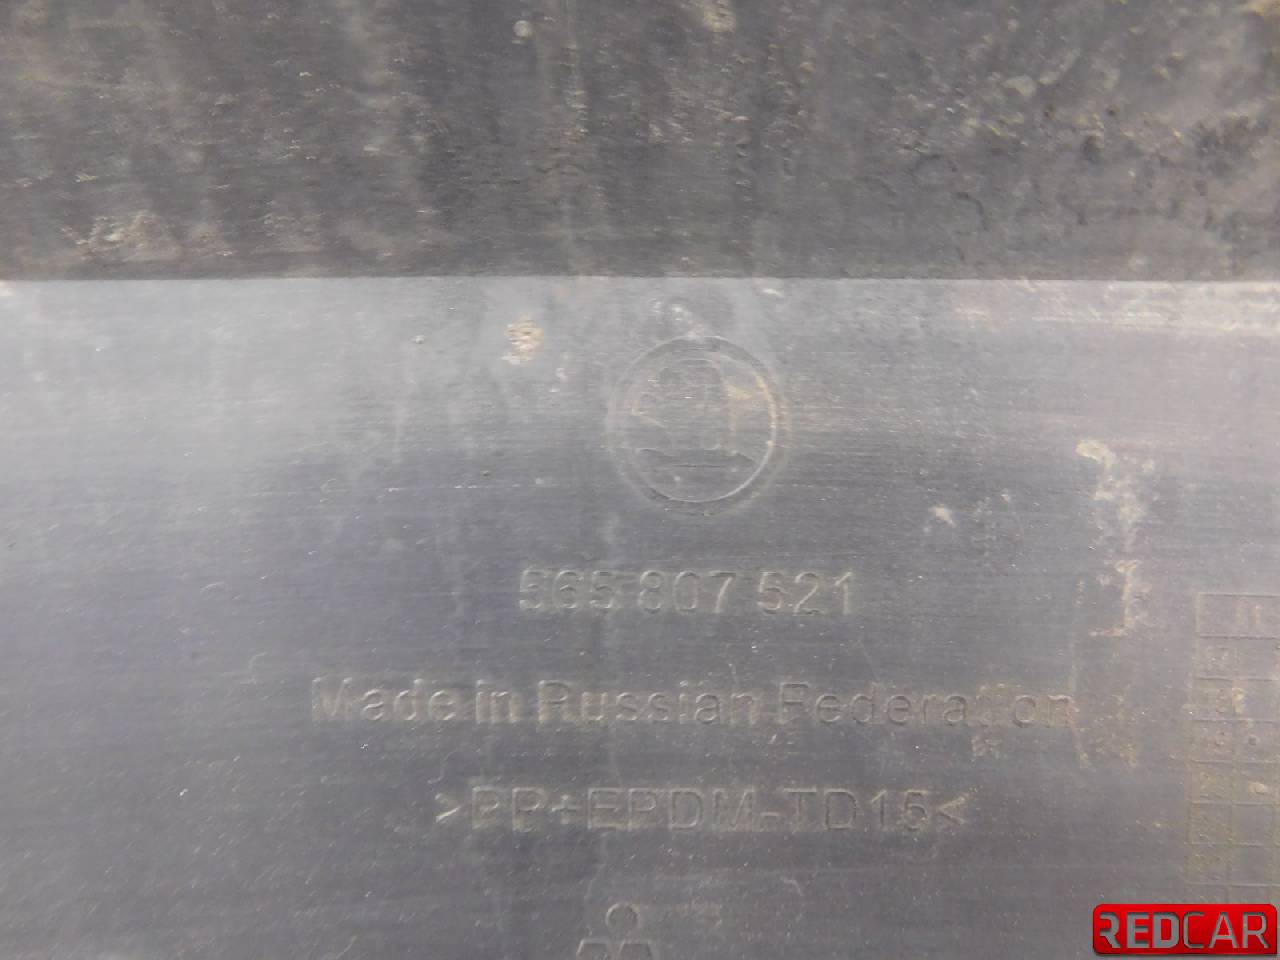 565 807 521
Made in Russian Federation
>PP+EPDM-TD15<
REDCAR